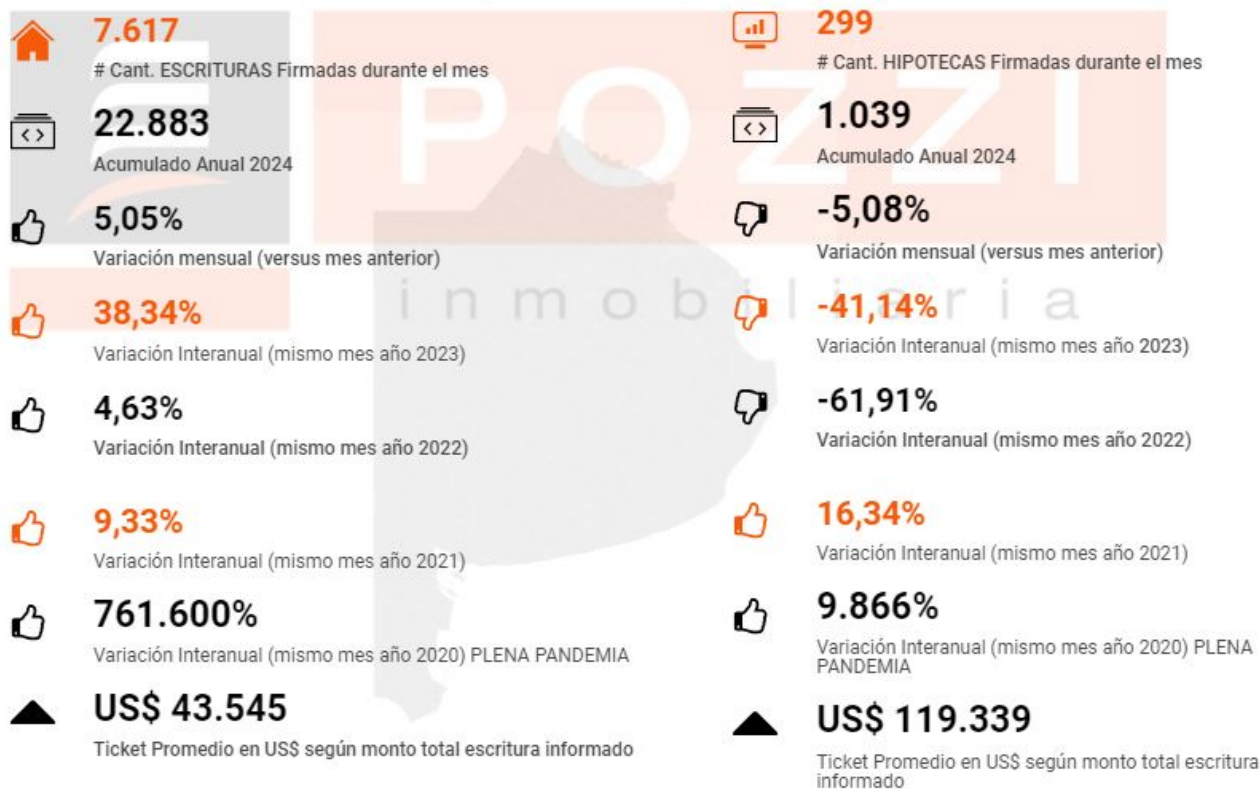 7.617
# Cant. ESCRITURAS Firmadas durante el mes
22.883
Acumulado Anual 2024
5,05%
Variación mensual (versus mes anterior)
38,34%
Variación Interanual (mismo mes año 2023)
4,63%
Variación Interanual (mismo mes año 2022)
9,33%
Variación Interanual (mismo mes año 2021)
761.600%
Variación Interanual (mismo mes año 2020) PLENA PANDEMIA
US$ 43.545
Ticket Promedio en US$ según monto total escritura informado
299
# Cant. HIPOTECAS Firmadas durante el mes
1.039
Acumulado Anual 2024
-5,08%
Variación mensual (versus mes anterior)
-41,14%
Variación Interanual (mismo mes año 2023)
-61,91%
Variación Interanual (mismo mes año 2022)
16,34%
Variación Interanual (mismo mes año 2021)
9.866%
Variación Interanual (mismo mes año 2020) PLENA
PANDEMIA
US$ 119.339
Ticket Promedio en US$ según monto total escritura
informado
POZZI
inmobiliaria